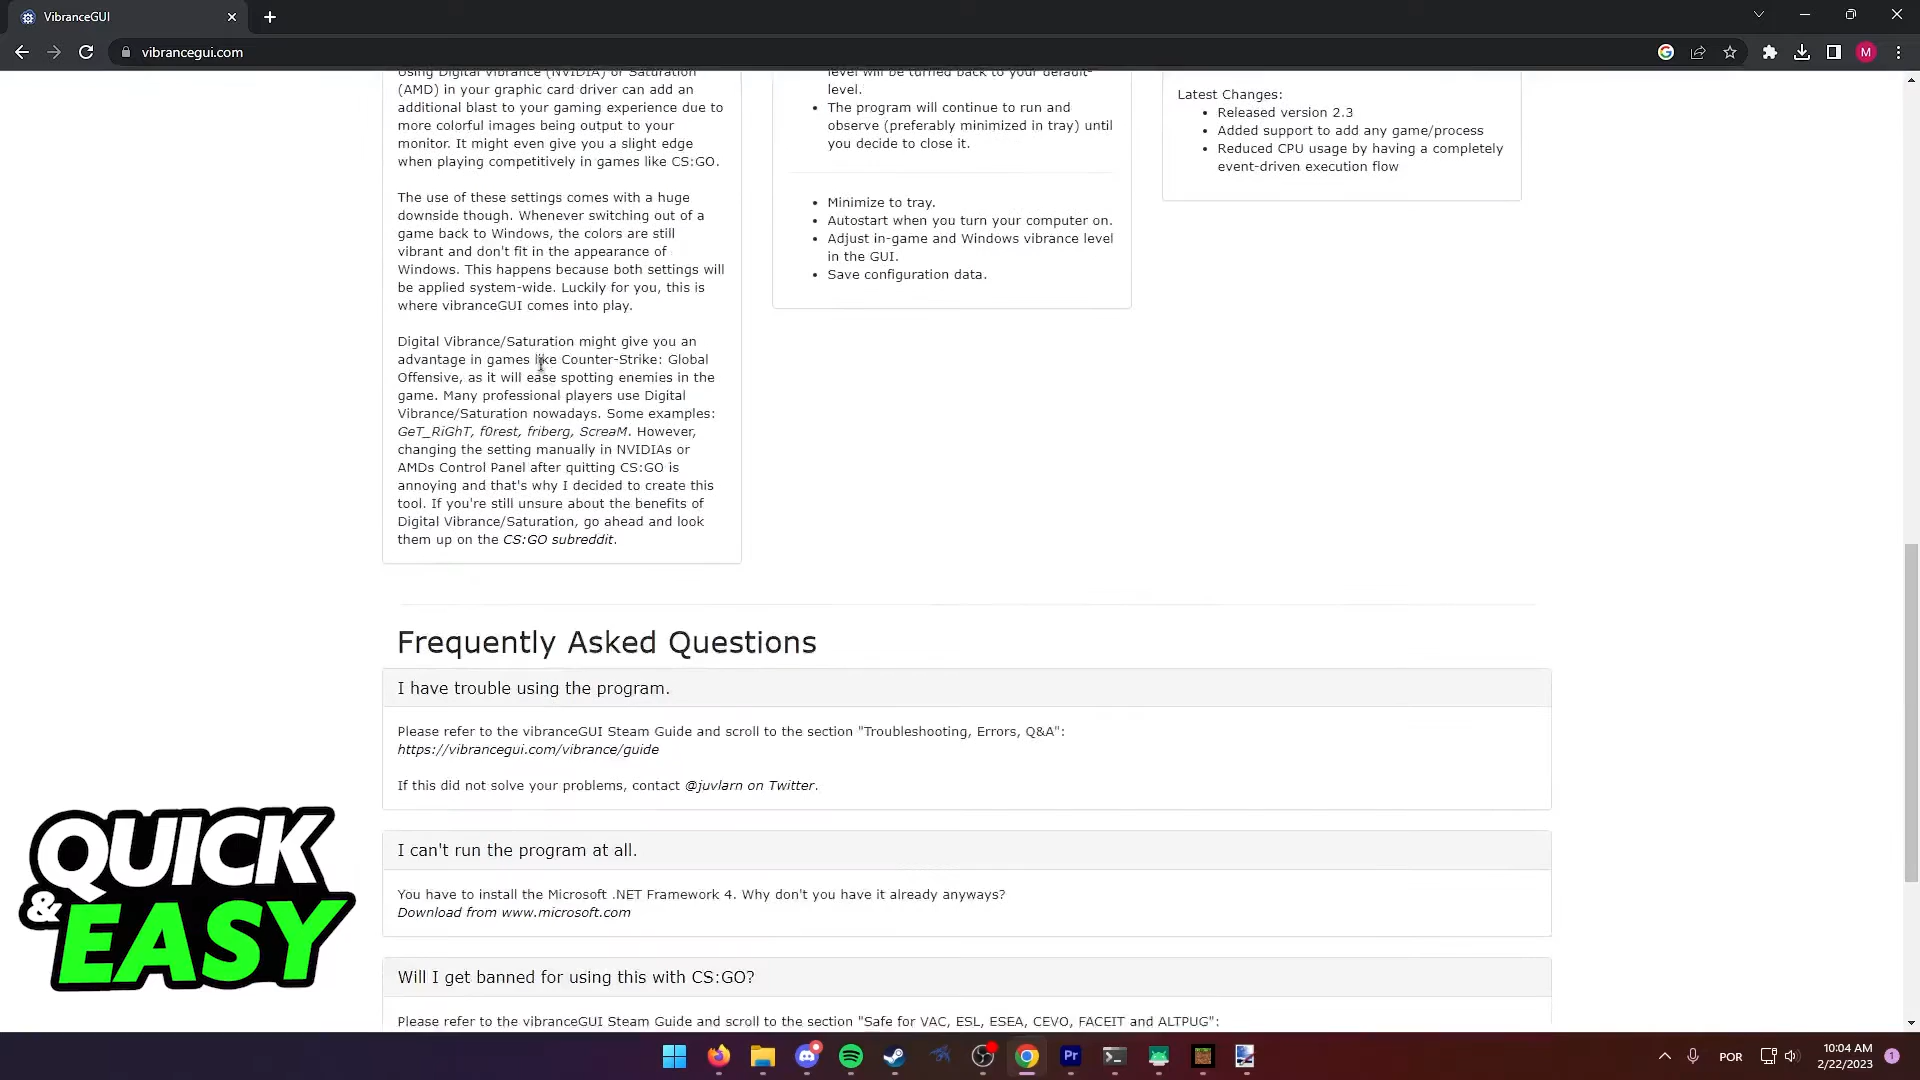 VibranceGUI
vibrancegui.com
M
Using Digital Vibrance (NVIDIA) or Saturation
(AMD) in your graphic card driver can add an
additional blast to your gaming experience due to
more colorful images being output to your
monitor. It might even give you a slight edge
when playing competitively in games like CS:GO.
The use of these settings comes with a huge
downside though. Whenever switching out of a
game back to Windows, the colors are still
vibrant and don't fit in the appearance of
Windows. This happens because both settings will
be applied system-wide. Luckily for you, this is
where vibranceGUI comes into play.
Digital Vibrance/Saturation might give you an
advantage in games like Counter-Strike: Global
Offensive, as it will ease spotting enemies in the
game. Many professional players use Digital
Vibrance/Saturation nowadays. Some examples:
GeT_RiGhT, f0rest, friberg, ScreaM. However,
changing the setting manually in NVIDIAs or
AMDs Control Panel after quitting CS:GO is
annoying and that's why I decided to create this
tool. If you're still unsure about the benefits of
Digital Vibrance/Saturation, go ahead and look
them up on the CS:GO subreddit.
level will be turned back to your default-
level.
• The program will continue to run and
observe (preferably minimized in tray) until
you decide to close it.
• Minimize to tray.
• Autostart when you turn your computer on.
• Adjust in-game and Windows vibrance level
in the GUI.
• Save configuration data.
Latest Changes:
• Released version 2.3
• Added support to add any game/process
• Reduced CPU usage by having a completely
event-driven execution flow
Frequently Asked Questions
I have trouble using the program.
Please refer to the vibranceGUI Steam Guide and scroll to the section "Troubleshooting, Errors, Q&A":
https://vibrancegui.com/vibrance/guide
If this did not solve your problems, contact @juvlarn on Twitter.
I can't run the program at all.
You have to install the Microsoft .NET Framework 4. Why don't you have it already anyways?
Download from www.microsoft.com
Will I get banned for using this with CS:GO?
Please refer to the vibranceGUI Steam Guide and scroll to the section "Safe for VAC, ESL, ESEA, CEVO, FACEIT and ALTPUG":
QUICK
& EASY
Pr
POR
10:04 AM
2/22/2023
1